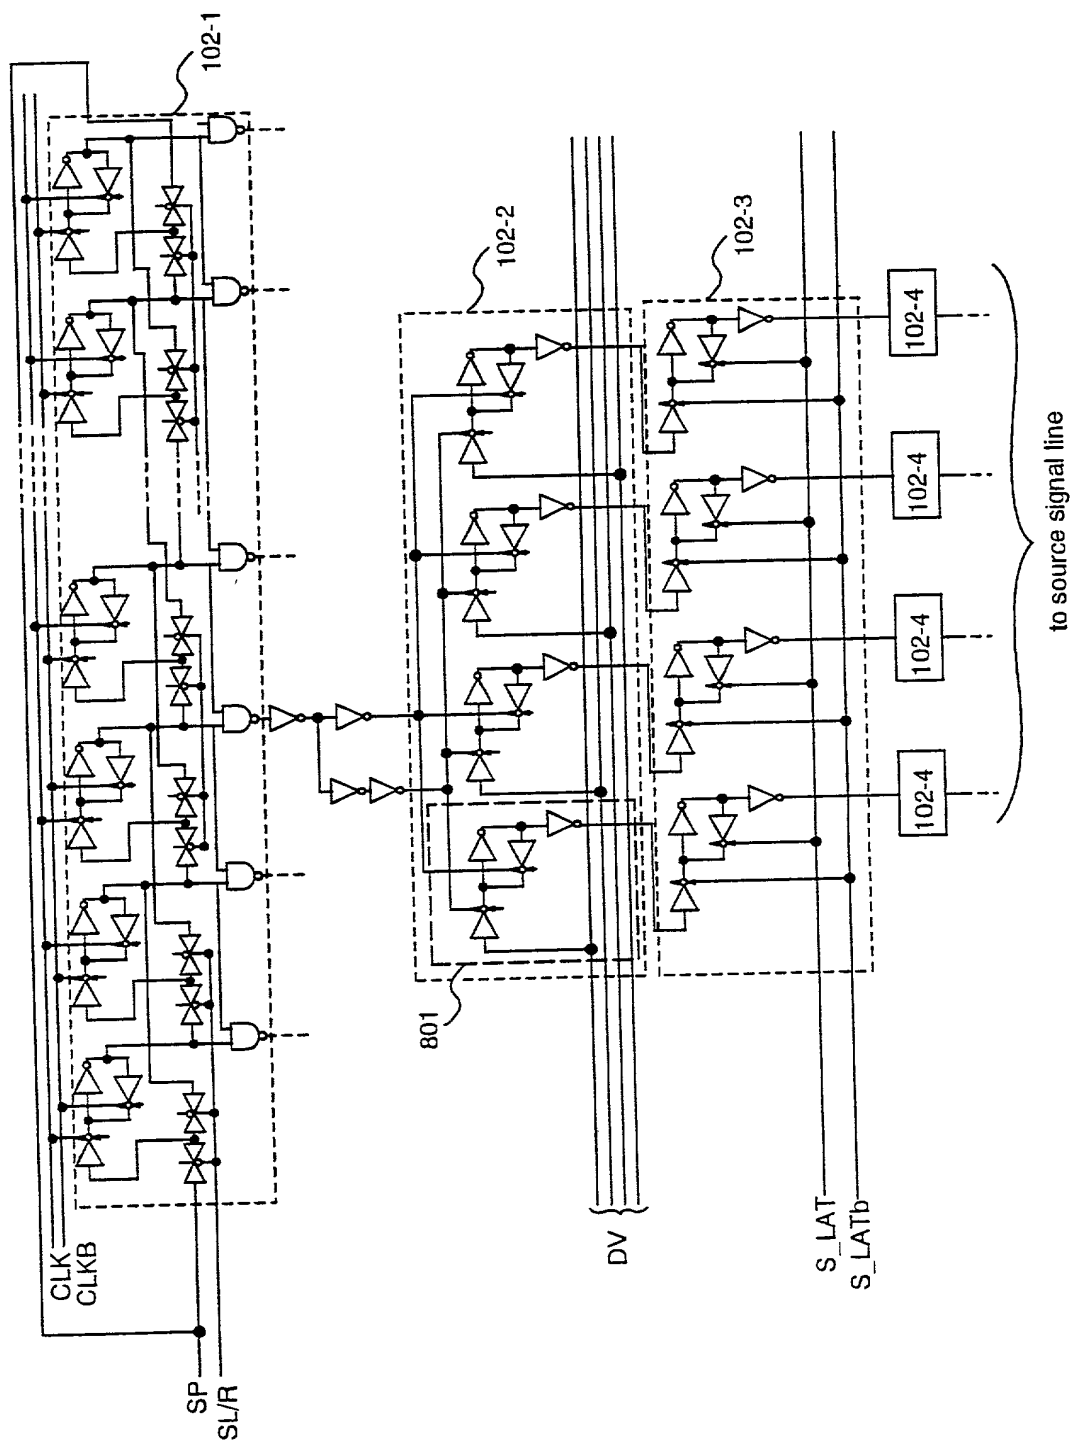 CLK
CLKB
SP
SL/R
102-1
102-2
801
DV
102-3
S_LAT
S_LATb
102-4
102-4
102-4
102-4
to source signal line